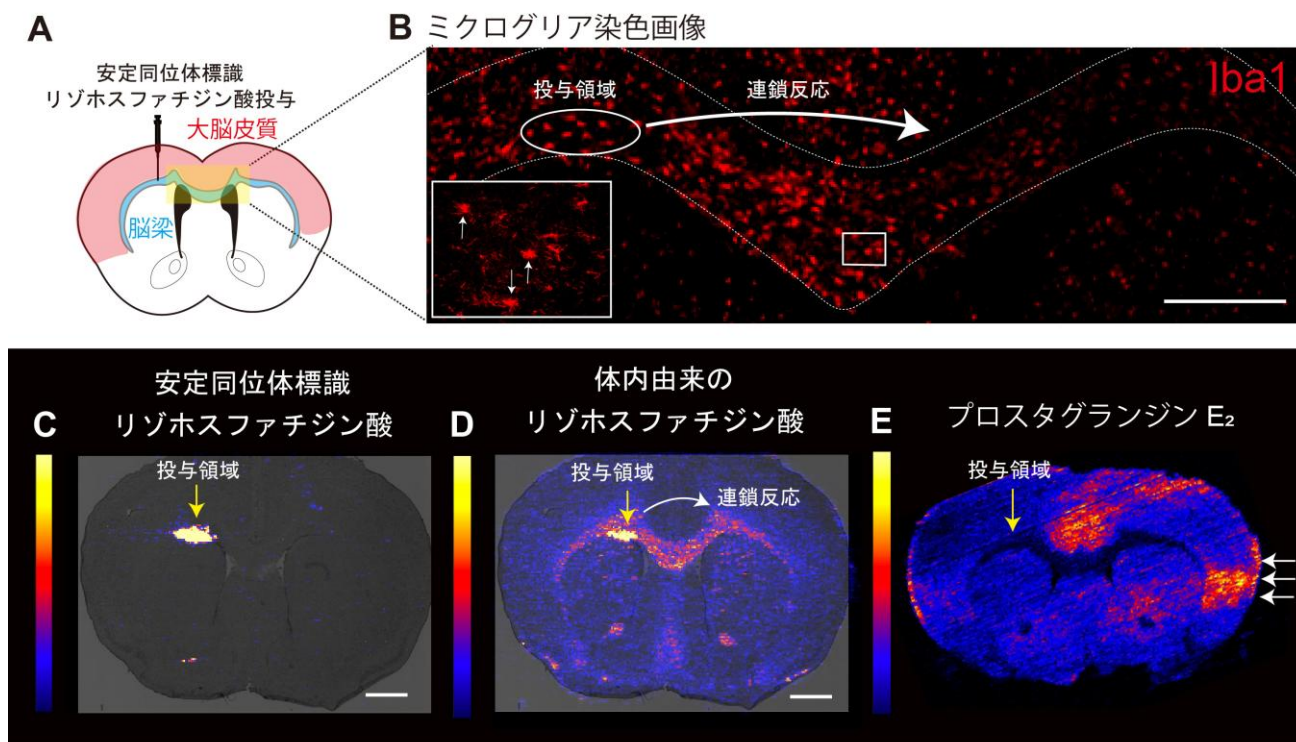 A
安定同位体標識
リゾホスファチジン酸投与
大脳皮質
脳梁
B ミクログリア染色画像
Iba1
投与領域
連鎖反応
C
安定同位体標識
リゾホスファチジン酸
投与領域
D
体内由来の
リゾホスファチジン酸
投与領域
連鎖反応
E
プロスタグランジン E₂
投与領域